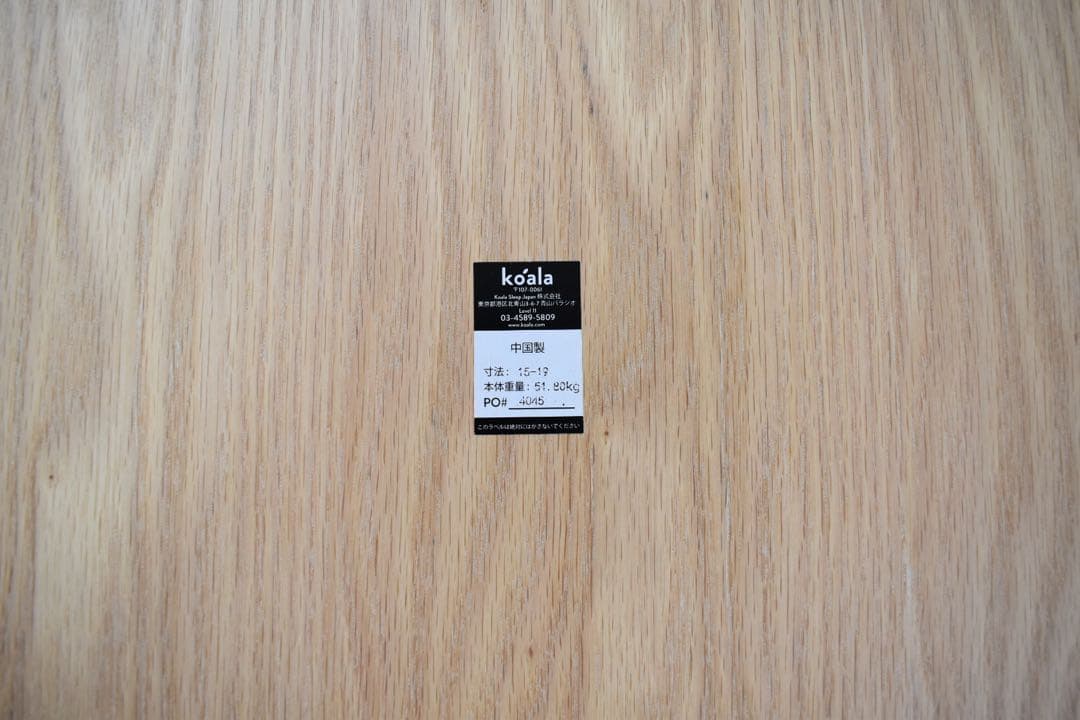 koala
〒107-0061
Koala Sleep Japan 株式会社
東京都港区北青山3-6-7 青山パラシオ
Level 11
03-4589-5809
www.koala.com
中国製
寸法: 15-19
本体重量: 51.80kg
PO# 4045
このラベルは絶対にはがさないでください